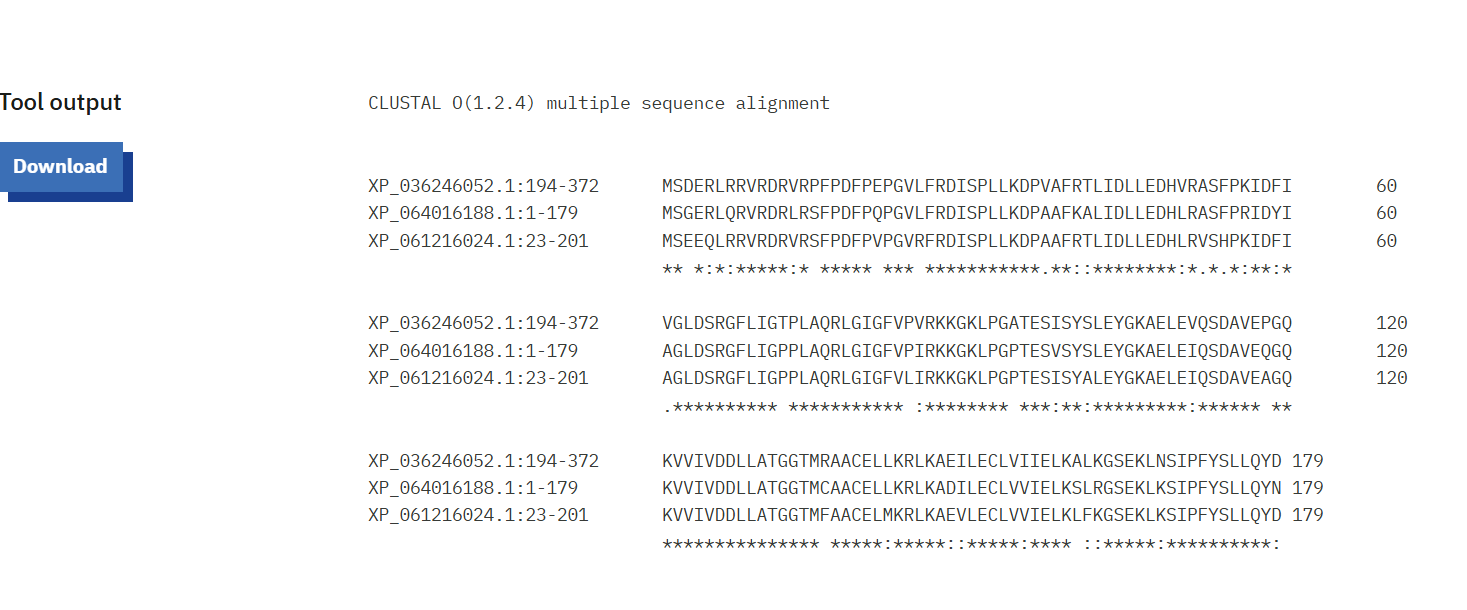 Tool output
Download
CLUSTAL O(1.2.4) multiple sequence alignment
XP_036246052.1:194-372      MSDERLRRVRDRVRPFPDFPEPGVLFRDISPLLKDPVAFRTLIDLLEDHVRASFPKIDFI        60
XP_064016188.1:1-179        MSGERLQRVRDRLRSFPDFPQPGVLFRDISPLLKDPAAFKALIDLLEDHLRASFPRIDYI        60
XP_061216024.1:23-201       MSEEQLRRVRDRVRSFPDFPVPGVRFRDISPLLKDPAAFRTLIDLLEDHLRVSHPKIDFI        60
                            ** *:*:*****:* ***** *** ***********.**::********:*.*.*:**:*
XP_036246052.1:194-372      VGLDSRGFLIGTPLAQRLGIGFVPVRKKGKLPGATESISYSLEYGKAELEVQSDAVEPGQ        120
XP_064016188.1:1-179        AGLDSRGFLIGPPLAQRLGIGFVPIRKKGKLPGPTESVSYSLEYGKAELEIQSDAVEQGQ        120
XP_061216024.1:23-201       AGLDSRGFLIGPPLAQRLGIGFVLIRKKGKLPGPTESISYALEYGKAELEIQSDAVEAGQ        120
                            .********** *********** :******** ***:**:*********:****** **
XP_036246052.1:194-372      KVVIVDDLLATGGTMRAACELLKRLKAEILECLVIIELKALKGSEKLNSIPFYSLLQYD 179
XP_064016188.1:1-179        KVVIVDDLLATGGTMCAACELLKRLKADILECLVVIELKSLRGSEKLKSIPFYSLLQYN 179
XP_061216024.1:23-201       KVVIVDDLLATGGTMFAACELMKRLKAEVLECLVVIELKLFKGSEKLKSIPFYSLLQYD 179
                            *************** *****:*****::*****:**** ::*****:**********: